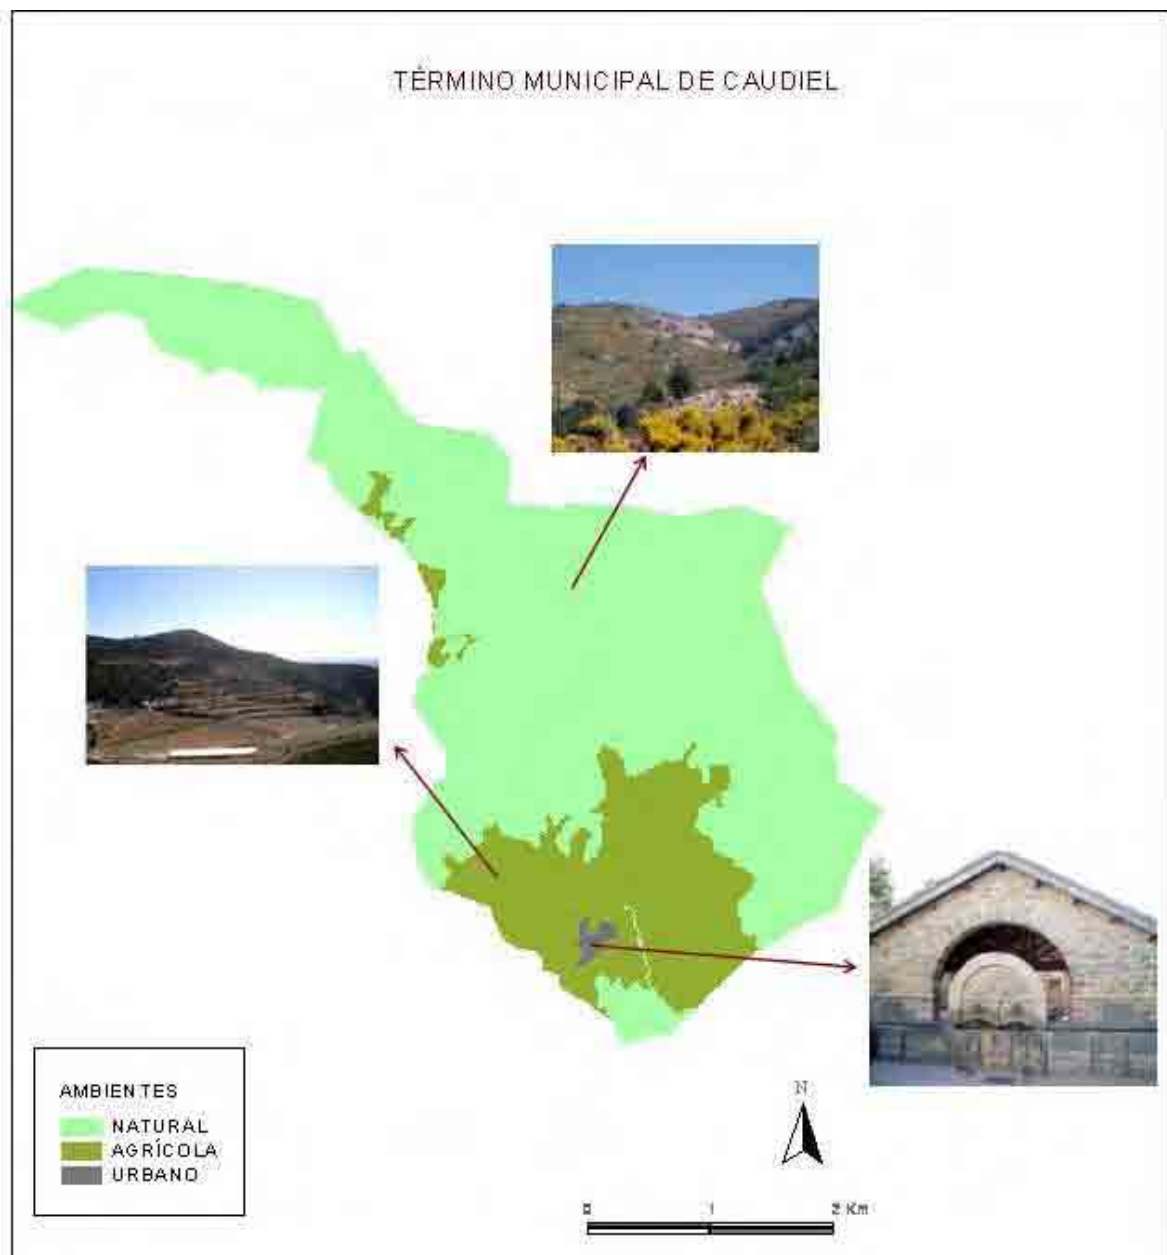 TÉRMINO MUNICIPAL DE CAUDIEL
AMBIENTES
NATURAL
AGRÍCOLA
URBANO
N
0 1 2 Km